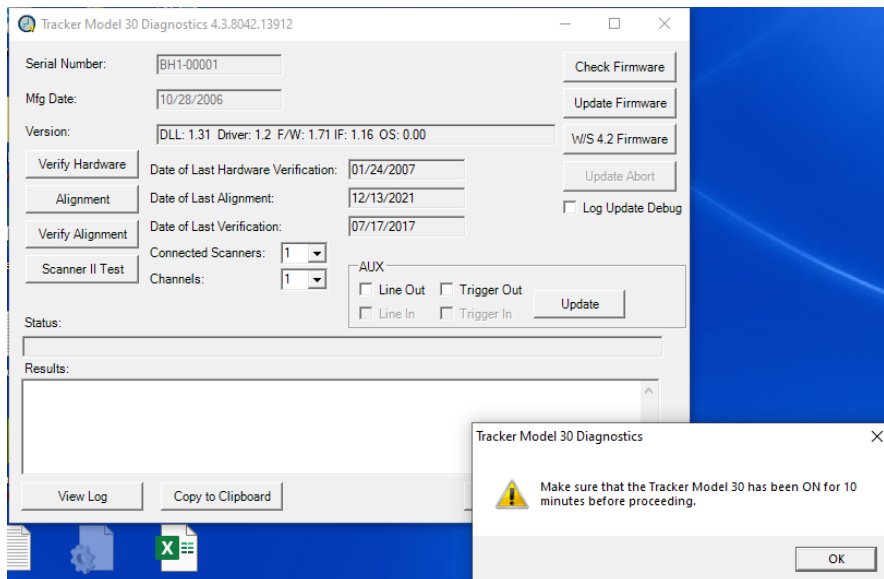 Tracker Model 30 Diagnostics 4.3.8042.13912
Serial Number: BH1-00001
Check Firmware
Mfg Date: 10/28/2006
Update Firmware
Version: DLL: 1.31 Driver: 1.2 F/W: 1.71 IF: 1.16 OS: 0.00
W/S 4.2 Firmware
Verify Hardware
Date of Last Hardware Verification: 01/24/2007
Update Abort
Alignment
Date of Last Alignment: 12/13/2021
Log Update Debug
Verify Alignment
Date of Last Verification: 07/17/2017
Connected Scanners: 1
Scanner II Test
Channels: 1
AUX
Line Out Trigger Out
Line In Trigger In
Update
Status:
Results:
View Log
Copy to Clipboard
Tracker Model 30 Diagnostics
Make sure that the Tracker Model 30 has been ON for 10
minutes before proceeding.
OK
X